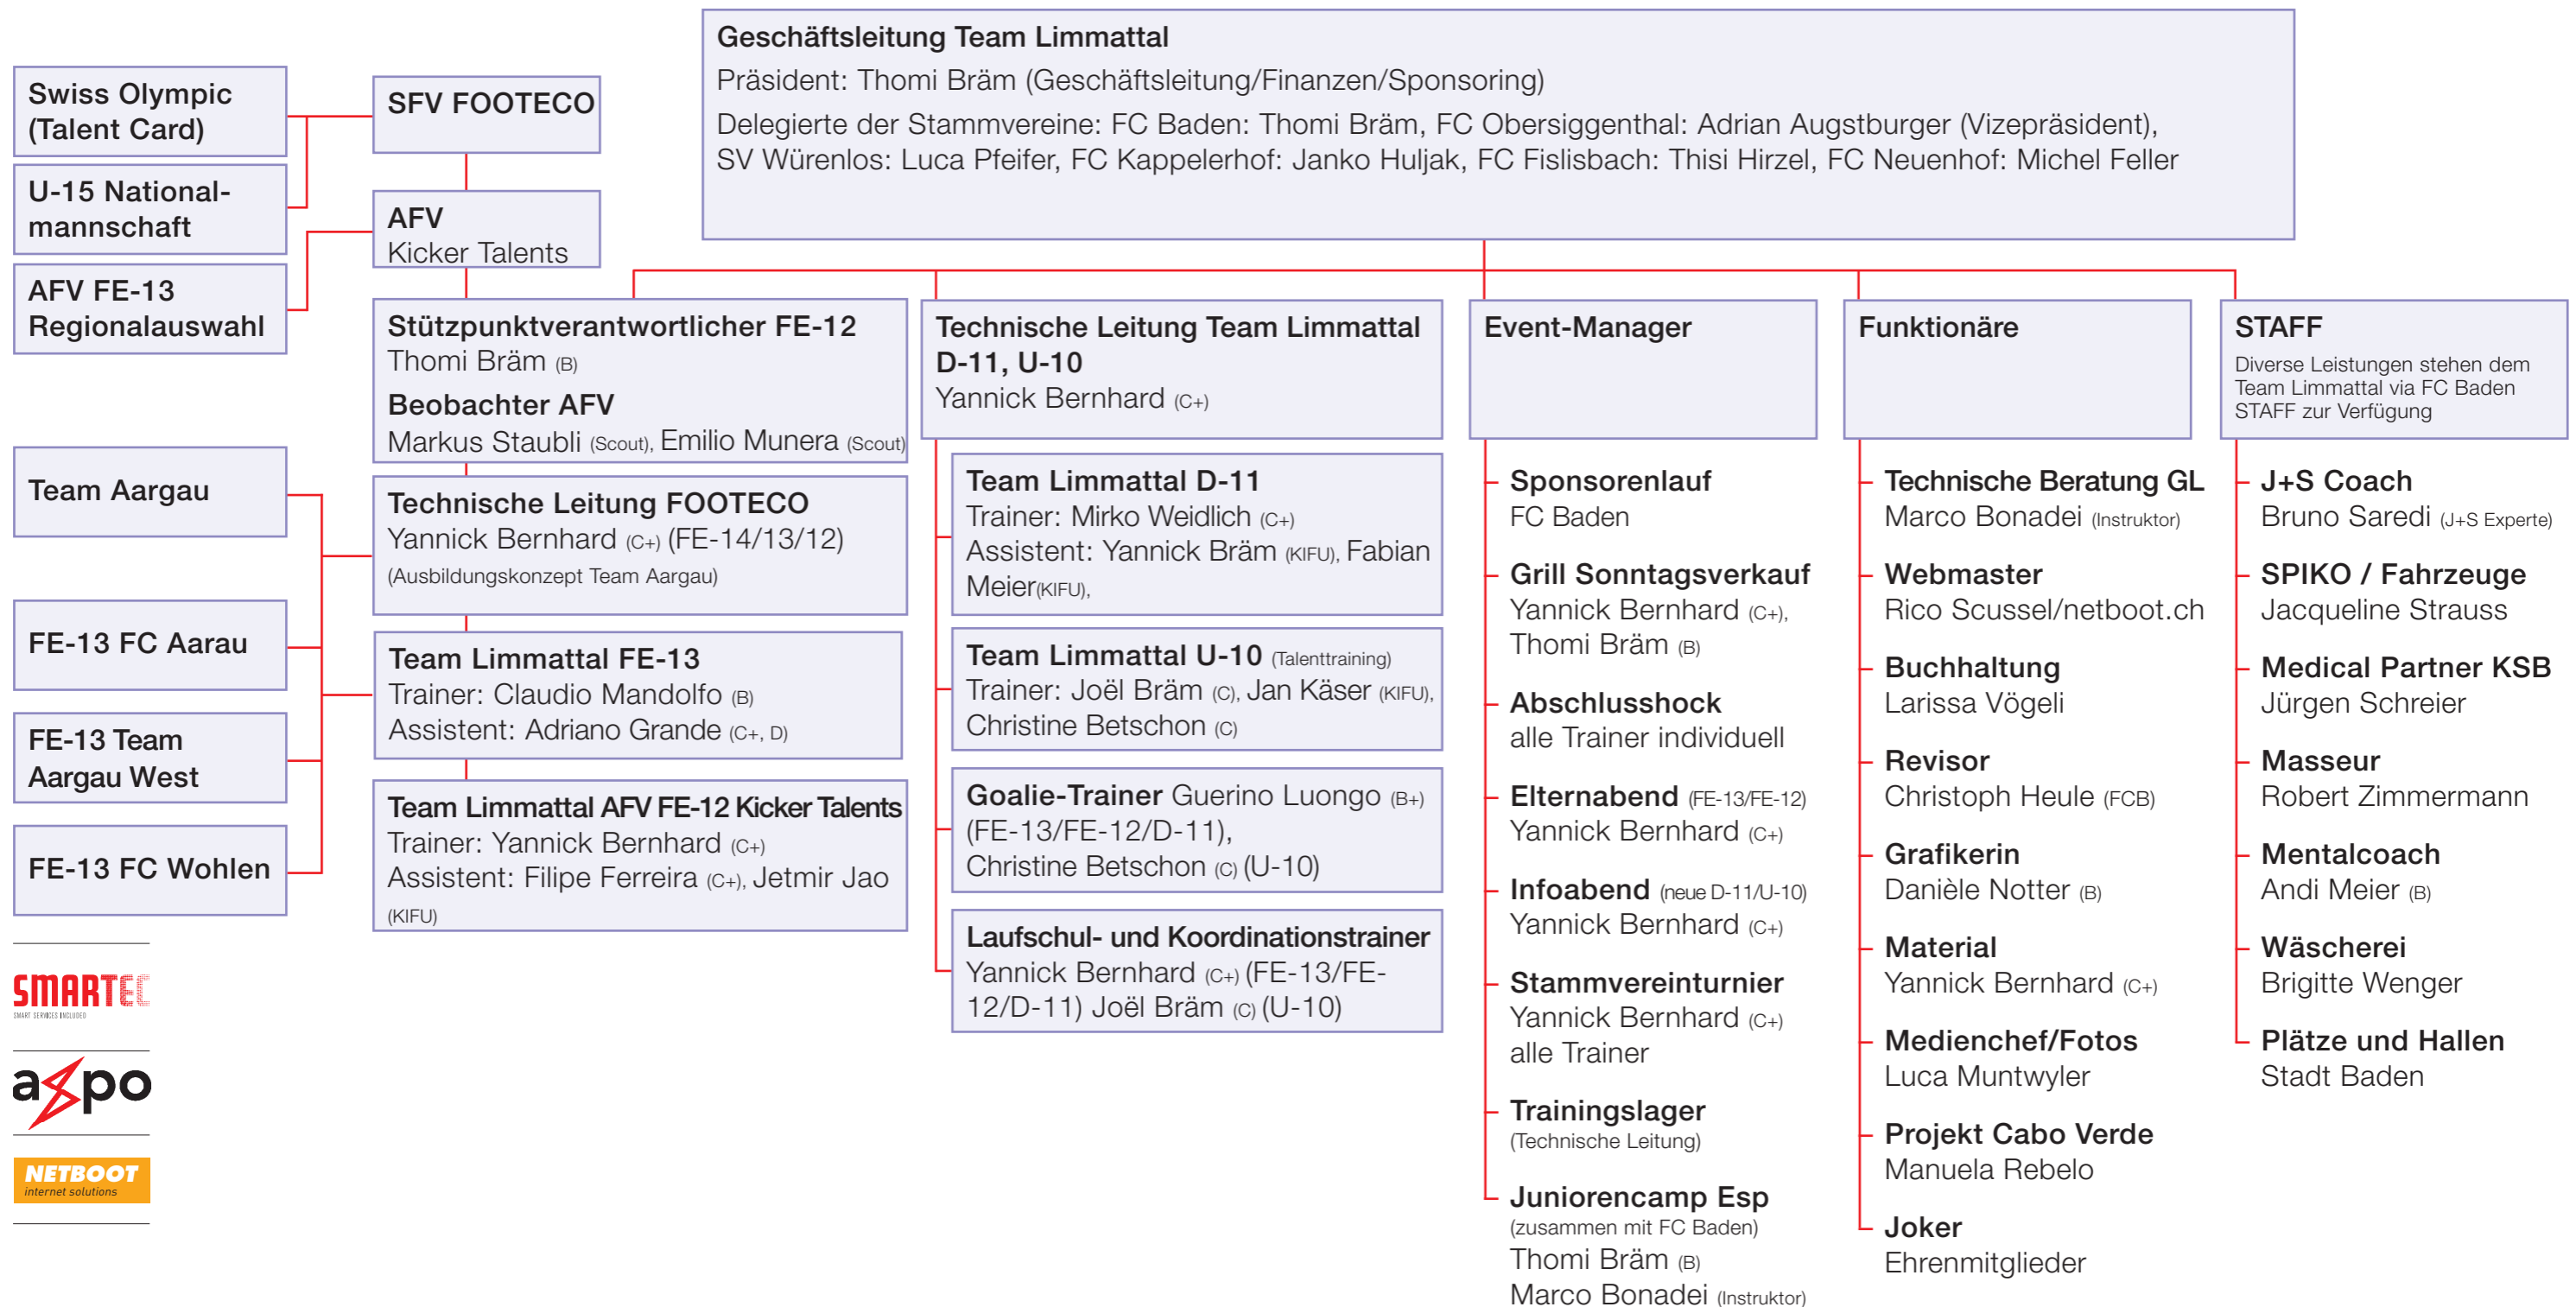 Geschäftsleitung Team Limmattal
Präsident: Thomi Bräm (Geschäftsleitung/Finanzen/Sponsoring)
Delegierte der Stammvereine: FC Baden: Thomi Bräm, FC Obersiggenthal: Adrian Augstburger (Vizepräsident),
SV Würenlos: Luca Pfeifer, FC Kappelerhof: Janko Huljak, FC Fislisbach: Thisi Hirzel, FC Neuenhof: Michel Feller
Swiss Olympic
(Talent Card)
U-15 National-
mannschaft
AFV FE-13
Regionalauswahl
SFV FOOTECO
AFV
Kicker Talents
Team Aargau
FE-13 FC Aarau
FE-13 Team
Aargau West
FE-13 FC Wohlen
Stützpunktverantwortlicher FE-12
Thomi Bräm (B)
Beobachter AFV
Markus Staubli (Scout), Emilio Munera (Scout)
Technische Leitung FOOTECO
Yannick Bernhard (C+) (FE-14/13/12)
(Ausbildungskonzept Team Aargau)
Team Limmattal FE-13
Trainer: Claudio Mandolfo (B)
Assistent: Adriano Grande (C+, D)
Team Limmattal AFV FE-12 Kicker Talents
Trainer: Yannick Bernhard (C+)
Assistent: Filipe Ferreira (C+), Jetmir Jao
(KIFU)
Technische Leitung Team Limmattal
D-11, U-10
Yannick Bernhard (C+)
Team Limmattal D-11
Trainer: Mirko Weidlich (C+)
Assistent: Yannick Bräm (KIFU), Fabian
Meier(KIFU),
Team Limmattal U-10 (Talenttraining)
Trainer: Joël Bräm (C), Jan Käser (KIFU),
Christine Betschon (C)
Goalie-Trainer Guerino Luongo (B+)
(FE-13/FE-12/D-11),
Christine Betschon (C) (U-10)
Laufschul- und Koordinationstrainer
Yannick Bernhard (C+) (FE-13/FE-
12/D-11) Joël Bräm (C) (U-10)
Event-Manager
Sponsorenlauf
FC Baden
Grill Sonntagsverkauf
Yannick Bernhard (C+),
Thomi Bräm (B)
Abschlusshock
alle Trainer individuell
Elternabend (FE-13/FE-12)
Yannick Bernhard (C+)
Infoabend (neue D-11/U-10)
Yannick Bernhard (C+)
Stammvereinturnier
Yannick Bernhard (C+)
alle Trainer
Trainingslager
(Technische Leitung)
Juniorencamp Esp
(zusammen mit FC Baden)
Thomi Bräm (B)
Marco Bonadei (Instruktor)
Funktionäre
Technische Beratung GL
Marco Bonadei (Instruktor)
Webmaster
Rico Scussel/netboot.ch
Buchhaltung
Larissa Vögeli
Revisor
Christoph Heule (FCB)
Grafikerin
Danièle Notter (B)
Material
Yannick Bernhard (C+)
Medienchef/Fotos
Luca Muntwyler
Projekt Cabo Verde
Manuela Rebelo
Joker
Ehrenmitglieder
STAFF
Diverse Leistungen stehen dem
Team Limmattal via FC Baden
STAFF zur Verfügung
J+S Coach
Bruno Saredi (J+S Experte)
SPIKO / Fahrzeuge
Jacqueline Strauss
Medical Partner KSB
Jürgen Schreier
Masseur
Robert Zimmermann
Mentalcoach
Andi Meier (B)
Wäscherei
Brigitte Wenger
Plätze und Hallen
Stadt Baden
SMARTEC
SMART SERVICES INCLUDED
axpo
NETBOOT
internet solutions